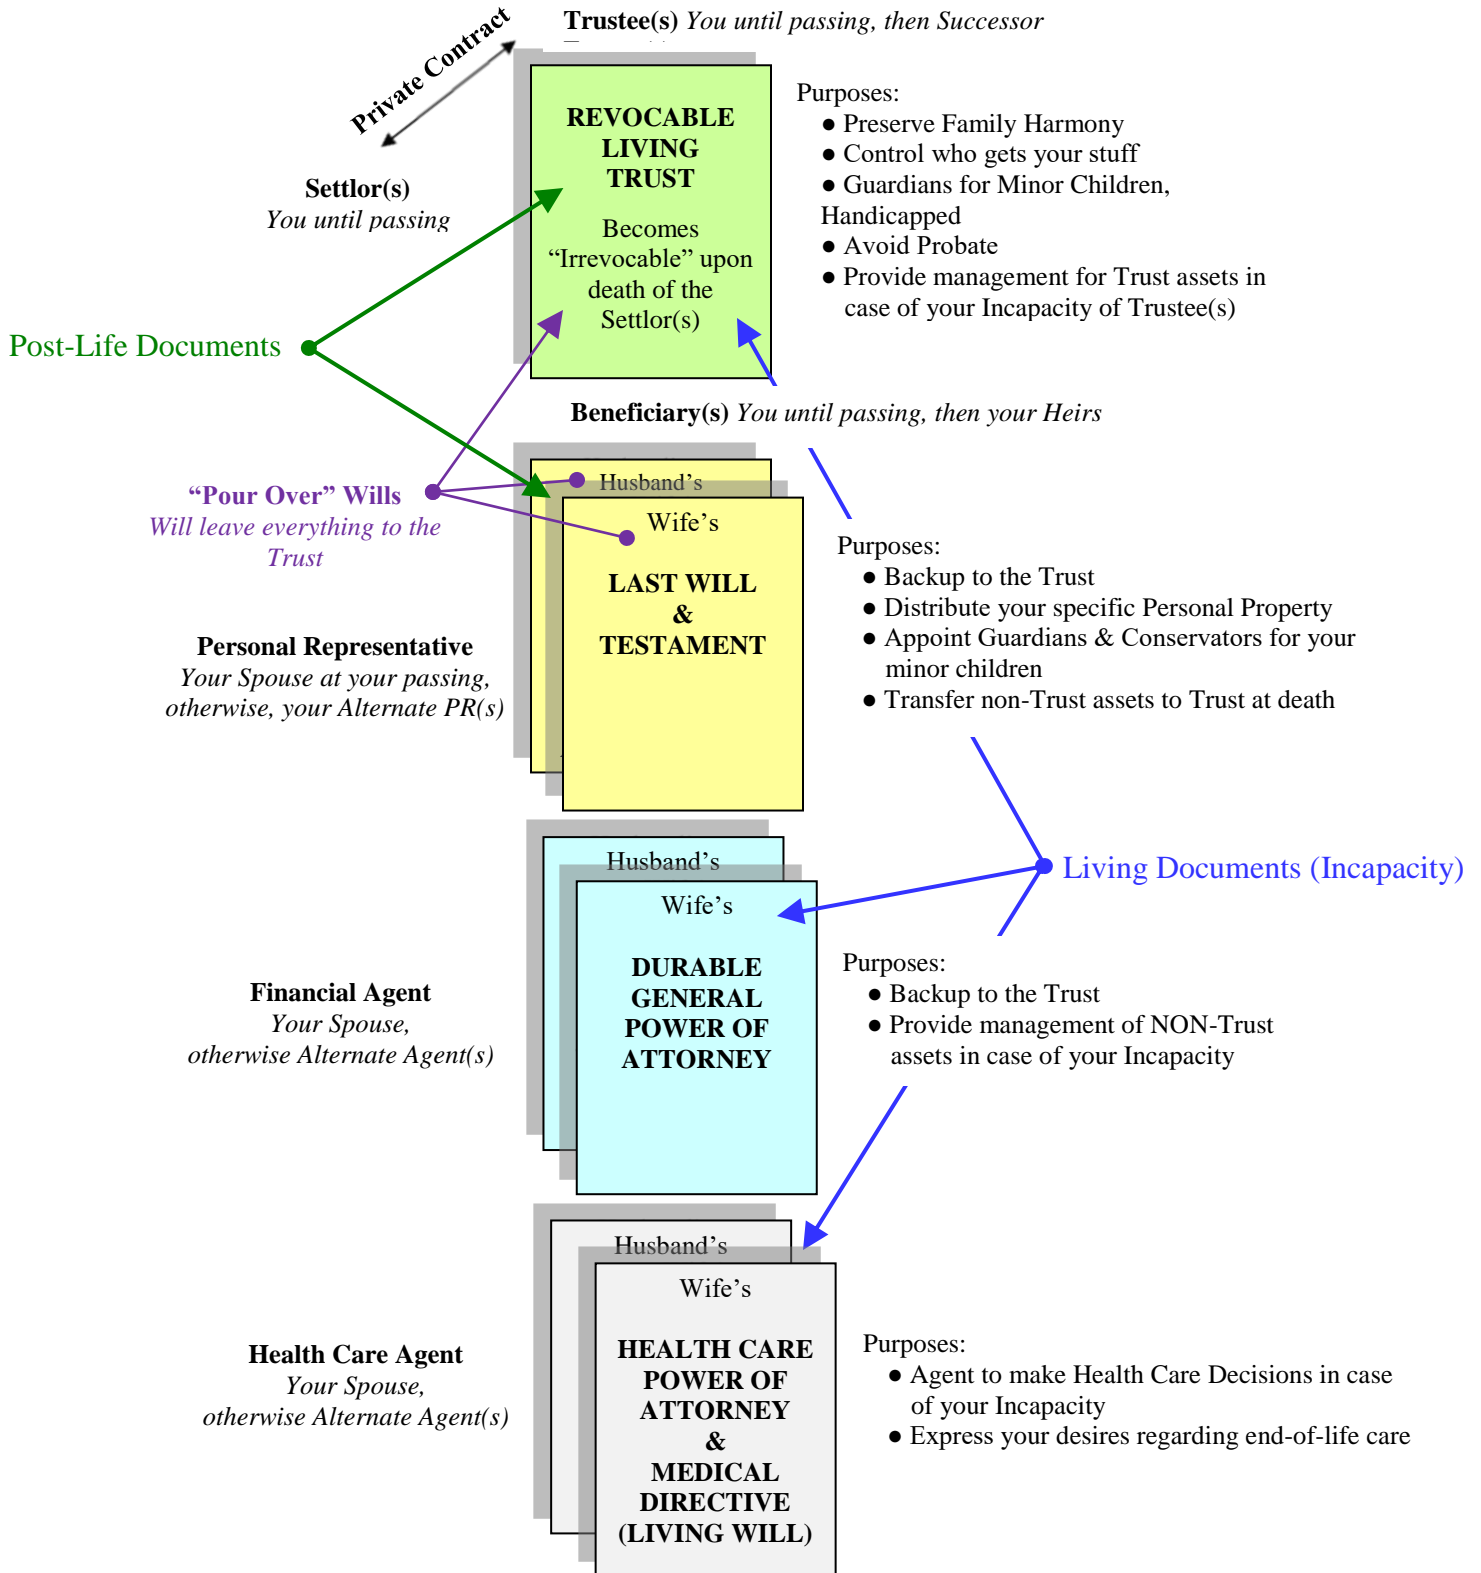 Trustee(s) You until passing, then Successor
Private Contract
Settlor(s)
You until passing
REVOCABLE
LIVING
TRUST
Becomes
“Irrevocable” upon
death of the
Settlor(s)
Purposes:
● Preserve Family Harmony
● Control who gets your stuff
● Guardians for Minor Children,
Handicapped
● Avoid Probate
● Provide management for Trust assets in
case of your Incapacity of Trustee(s)
Post-Life Documents
Beneficiary(s) You until passing, then your Heirs
“Pour Over” Wills
Will leave everything to the
Trust
Husband’s
Wife’s
LAST WILL
&
TESTAMENT
Personal Representative
Your Spouse at your passing,
otherwise, your Alternate PR(s)
Purposes:
● Backup to the Trust
● Distribute your specific Personal Property
● Appoint Guardians & Conservators for your
minor children
● Transfer non-Trust assets to Trust at death
Living Documents (Incapacity)
Husband’s
Wife’s
DURABLE
GENERAL
POWER OF
ATTORNEY
Financial Agent
Your Spouse,
otherwise Alternate Agent(s)
Purposes:
● Backup to the Trust
● Provide management of NON-Trust
assets in case of your Incapacity
Husband’s
Wife’s
HEALTH CARE
POWER OF
ATTORNEY
&
MEDICAL
DIRECTIVE
(LIVING WILL)
Health Care Agent
Your Spouse,
otherwise Alternate Agent(s)
Purposes:
● Agent to make Health Care Decisions in case
of your Incapacity
● Express your desires regarding end-of-life care